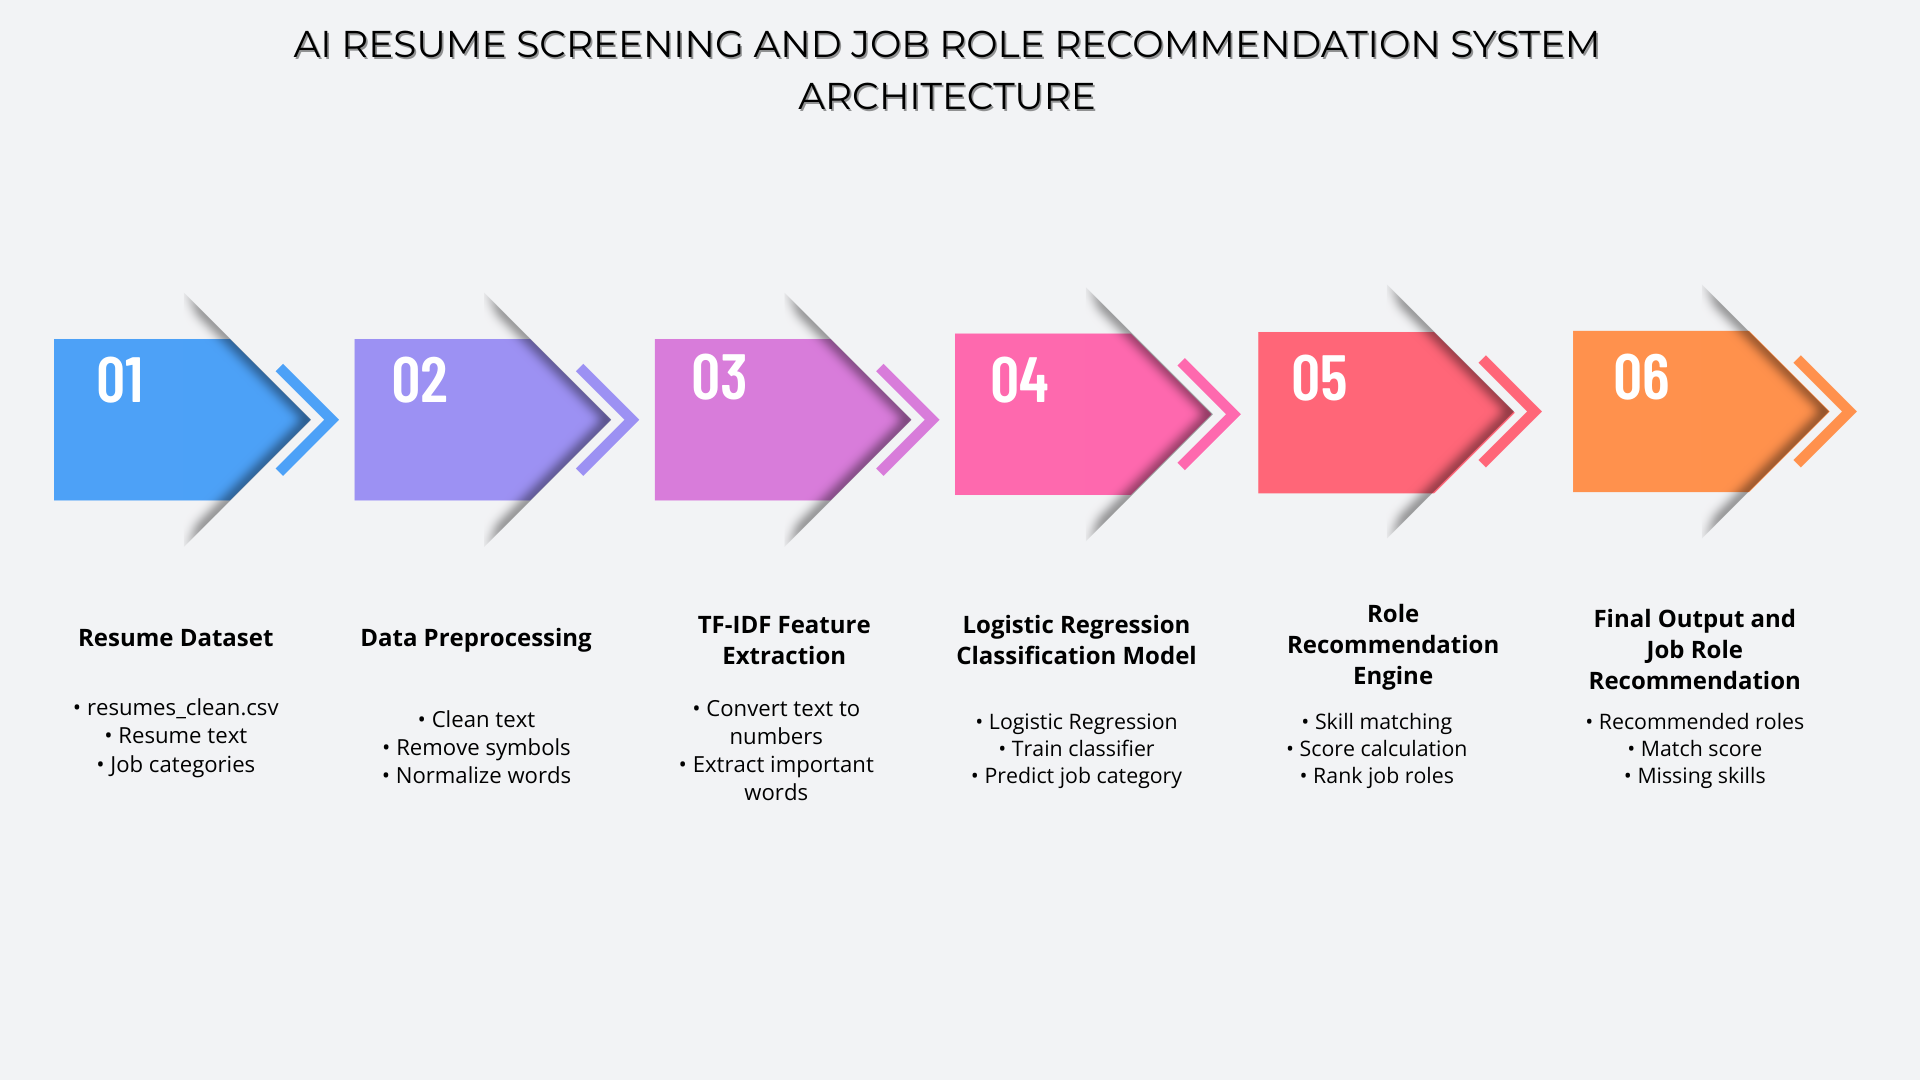 AI RESUME SCREENING AND JOB ROLE RECOMMENDATION SYSTEM
ARCHITECTURE
01
Resume Dataset
• resumes_clean.csv
• Resume text
• Job categories
02
Data Preprocessing
• Clean text
• Remove symbols
• Normalize words
03
TF-IDF Feature
Extraction
• Convert text to
numbers
• Extract important
words
04
Logistic Regression
Classification Model
• Logistic Regression
• Train classifier
• Predict job category
05
Role
Recommendation
Engine
• Skill matching
• Score calculation
• Rank job roles
06
Final Output and
Job Role
Recommendation
• Recommended roles
• Match score
• Missing skills